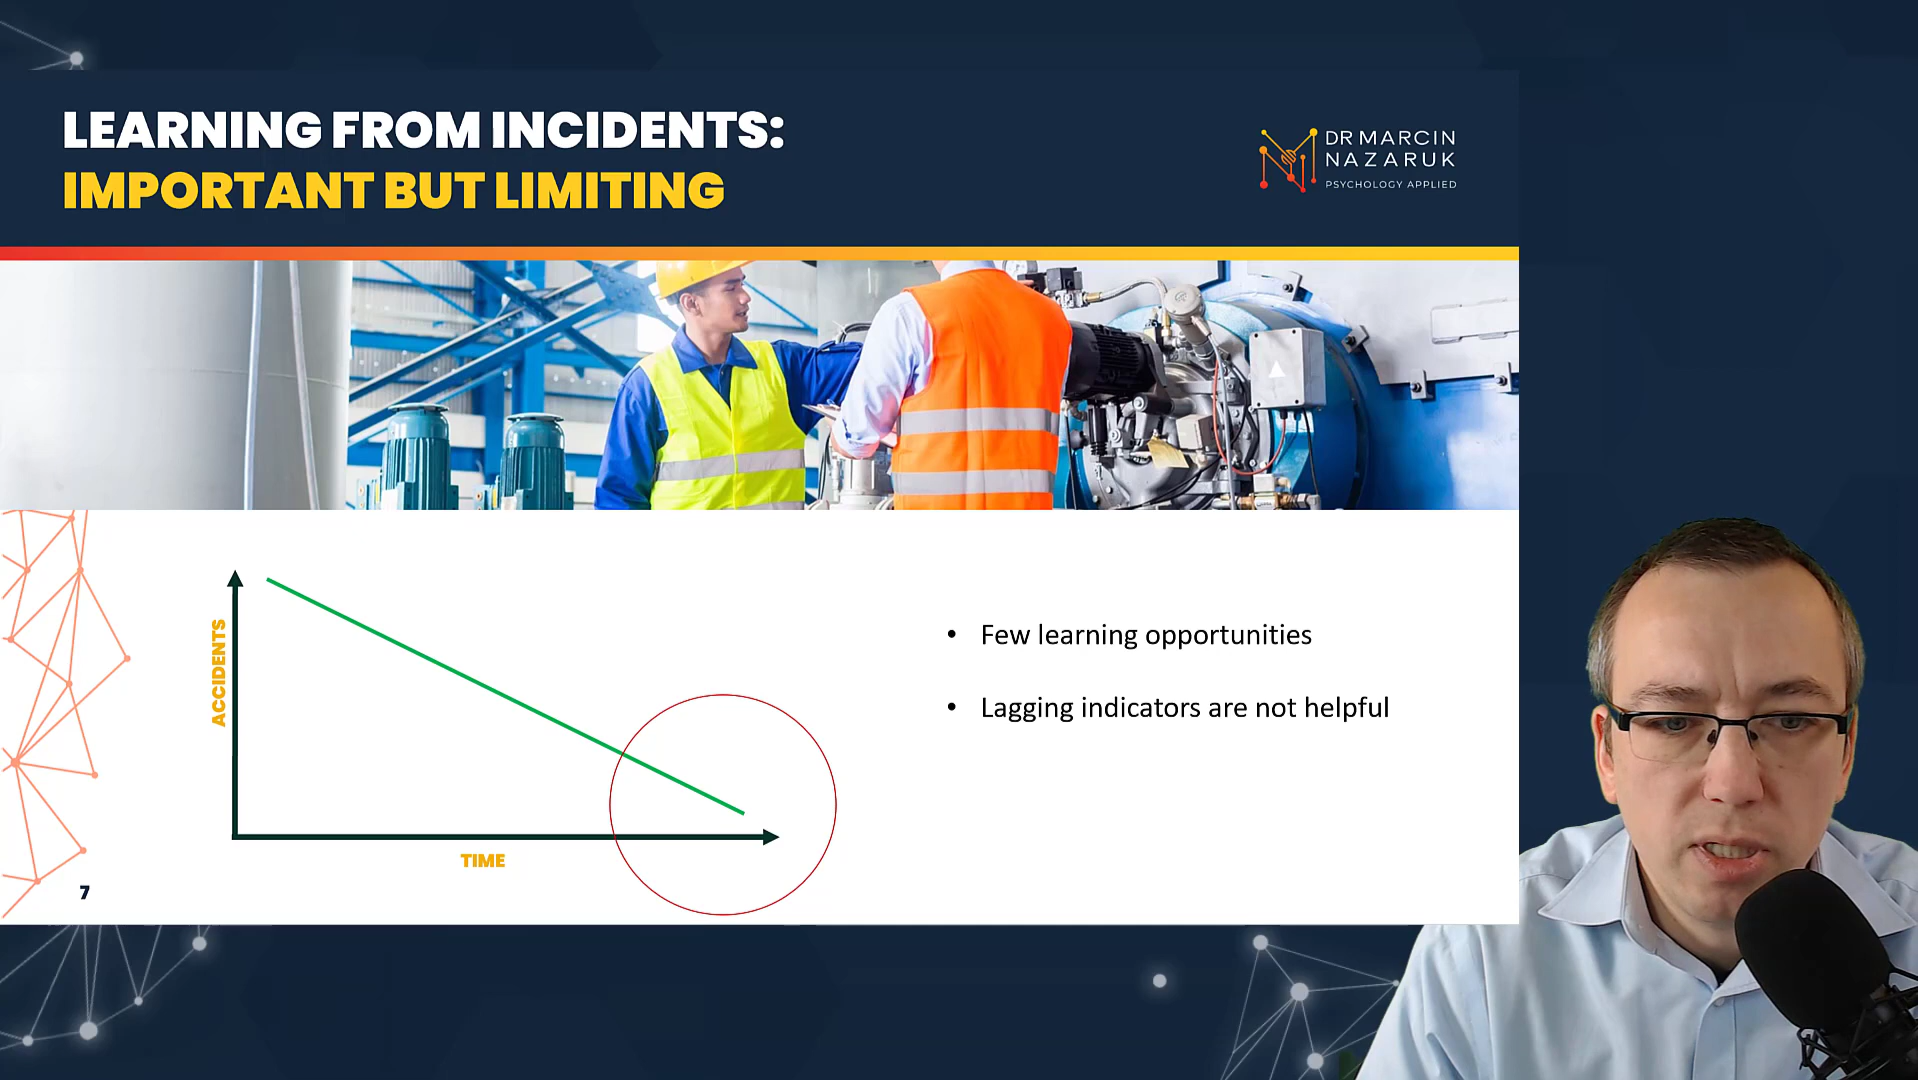 LEARNING FROM INCIDENTS:
IMPORTANT BUT LIMITING
DR MARCIN
NAZARUK
PSYCHOLOGY APPLIED
ACCIDENTS
TIME
• Few learning opportunities
• Lagging indicators are not helpful
7